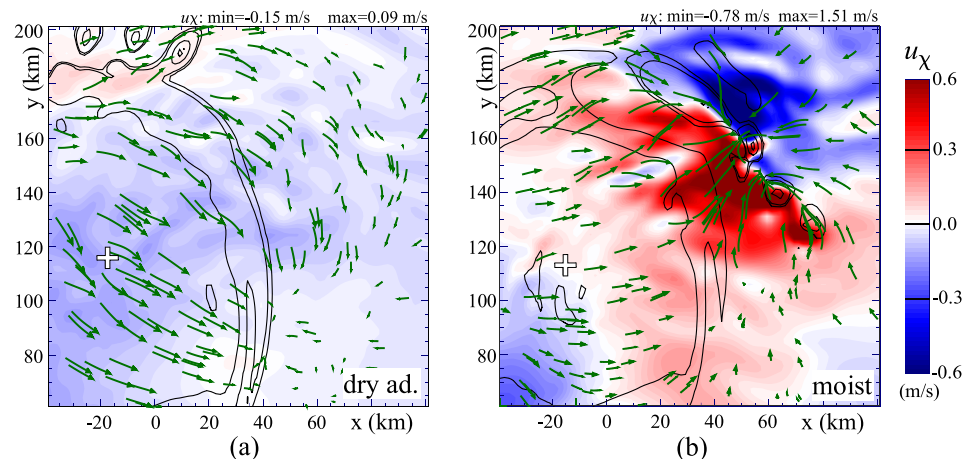 uχ: min=-0.15 m/s max=0.09 m/s
uχ: min=-0.78 m/s max=1.51 m/s
y (km)
200
160
140
120
100
80
-20
0
20
40
60
x (km)
dry ad.
(a)
y (km)
200
160
140
120
100
80
-20
0
20
40
60
x (km)
moist
(b)
uχ
0.6
0.3
0.0
-0.3
-0.6
(m/s)